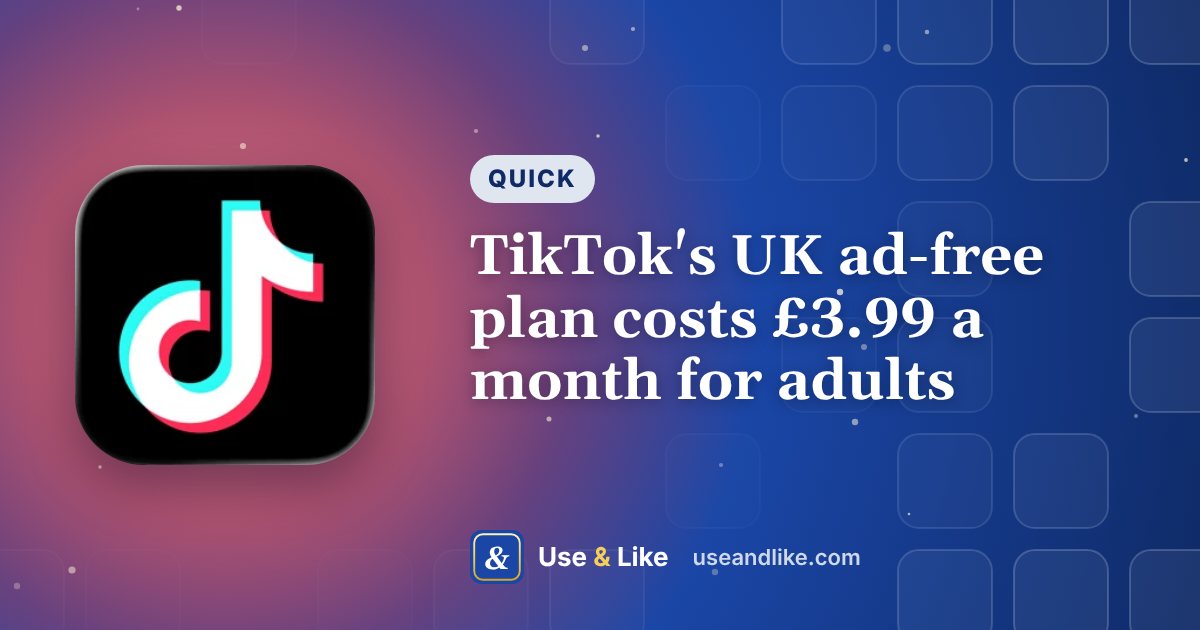 QUICK
TikTok's UK ad-free
plan costs £3.99 a
month for adults
& Use & Like useandlike.com